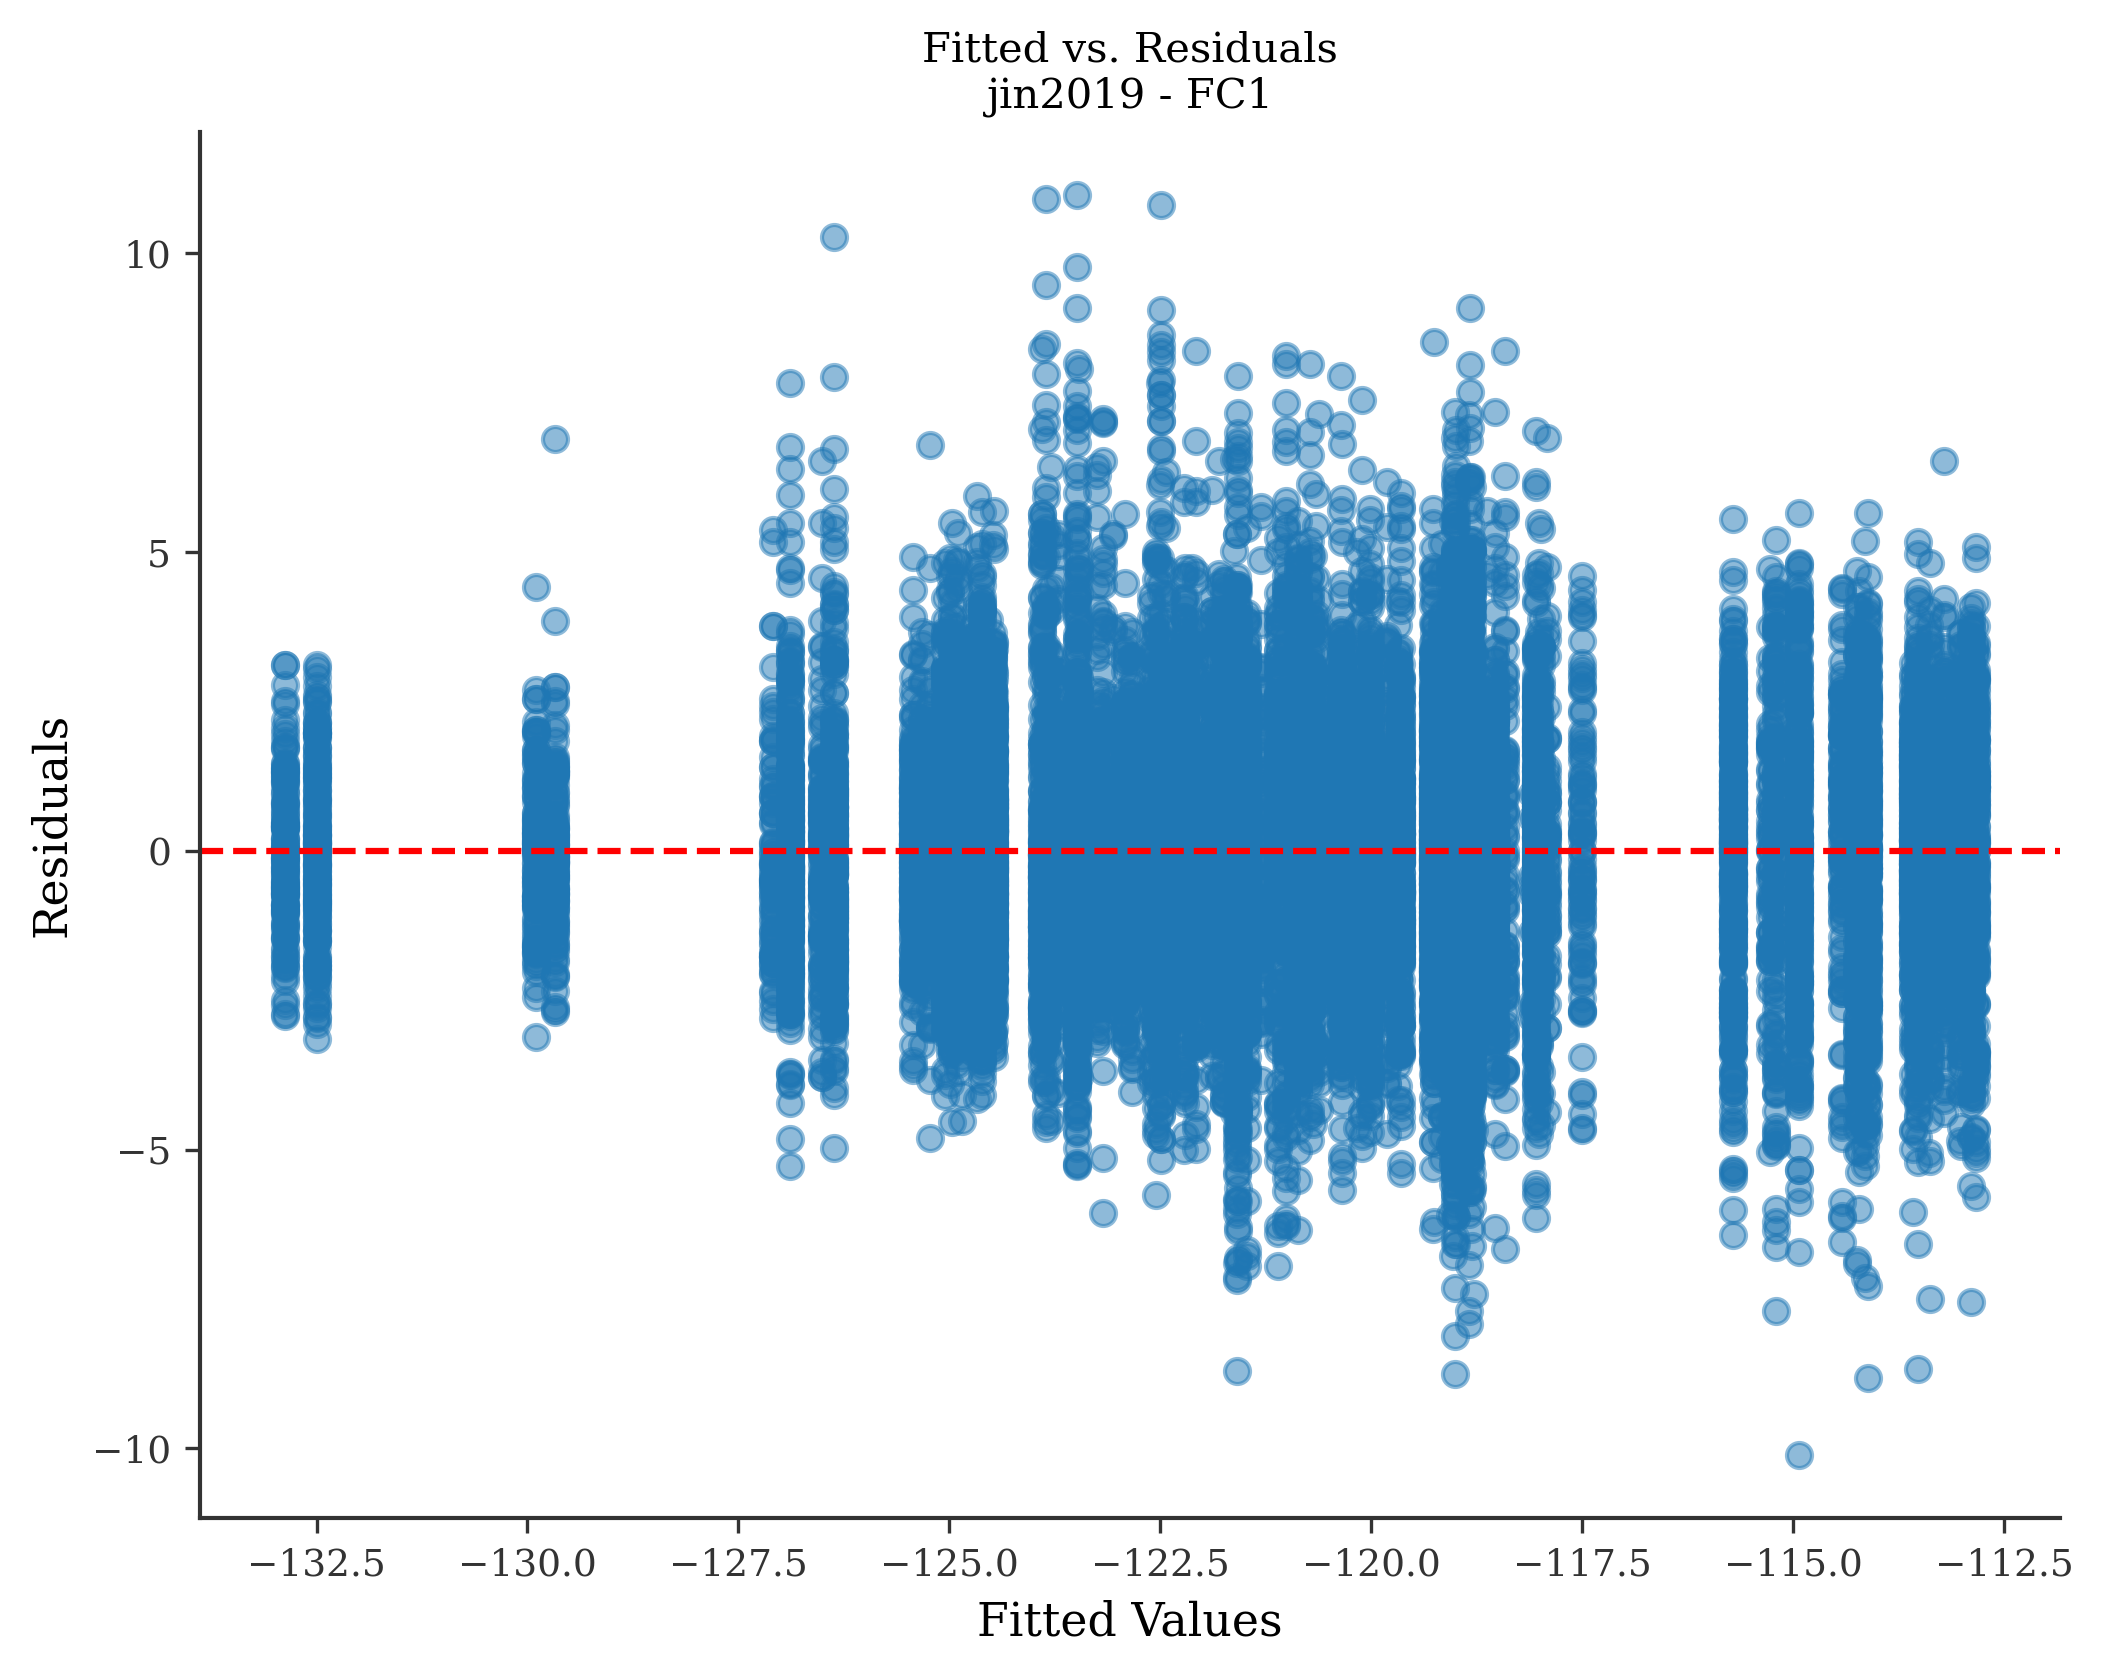 Fitted vs. Residuals
jin2019 - FC1
Residuals
10
5
0
−5
−10
−132.5 −130.0 −127.5 −125.0 −122.5 −120.0 −117.5 −115.0 −112.5
Fitted Values